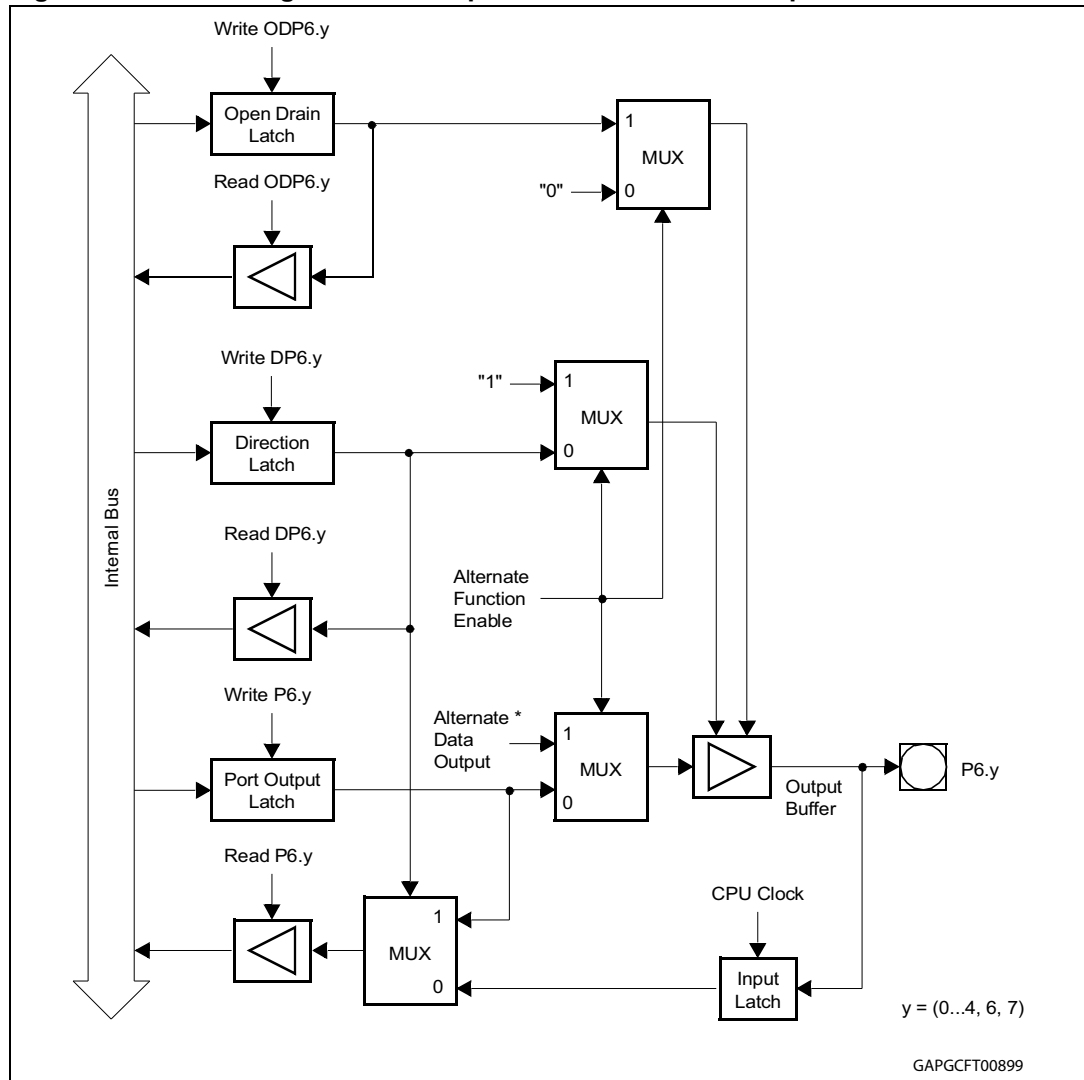 Write ODP6.y
Open Drain
Latch
1
MUX
"0"
0
Read ODP6.y
Write DP6.y
"1"
1
MUX
Direction
Latch
0
Internal Bus
Read DP6.y
Alternate
Function
Enable
Write P6.y
Alternate *
Data
Output
1
MUX
0
Port Output
Latch
Output
Buffer
P6.y
Read P6.y
CPU Clock
1
MUX
0
Input
Latch
y = (0...4, 6, 7)
GAPGCFT00899